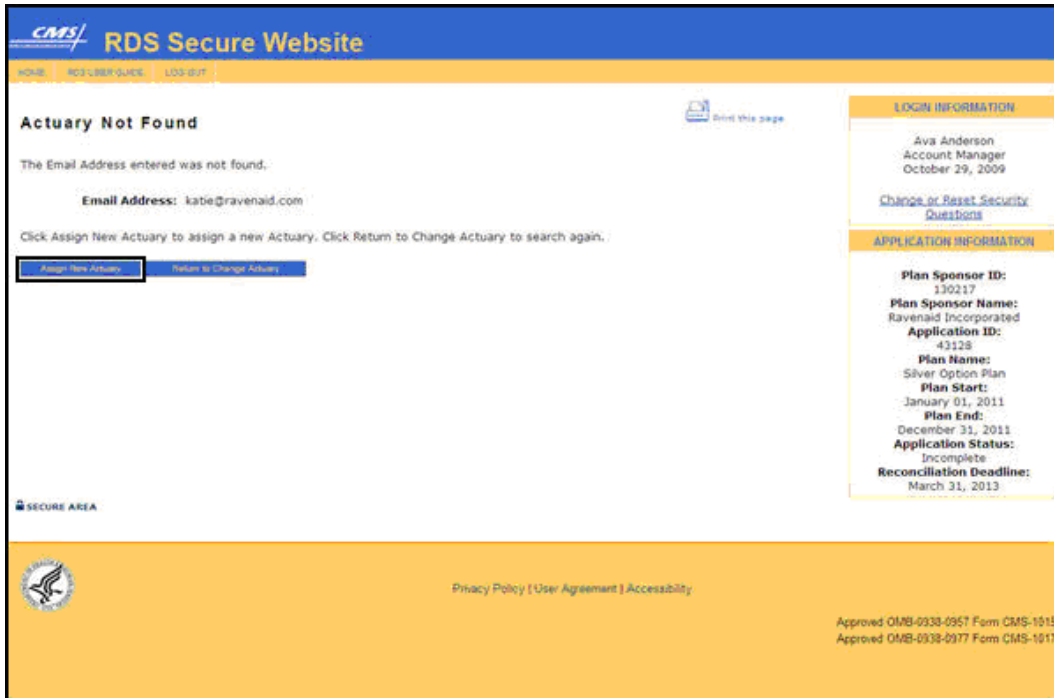 CMS/ RDS Secure Website
HOME RDS USER GUIDE LOG OUT
Actuary Not Found
Print this page
The Email Address entered was not found.
Email Address: katie@ravenaid.com
Click Assign New Actuary to assign a new Actuary. Click Return to Change Actuary to search again.
Assign New Actuary Return to Change Actuary
SECURE AREA
LOGIN INFORMATION
Ava Anderson
Account Manager
October 29, 2009
Change or Reset Security
Questions
APPLICATION INFORMATION
Plan Sponsor ID:
130217
Plan Sponsor Name:
Ravenaid Incorporated
Application ID:
43128
Plan Name:
Silver Option Plan
Plan Start:
January 01, 2011
Plan End:
December 31, 2011
Application Status:
Incomplete
Reconciliation Deadline:
March 31, 2013
Privacy Policy | User Agreement | Accessibility
Approved OMB-0938-0957 Form CMS-1015
Approved OMB-0938-0977 Form CMS-1017